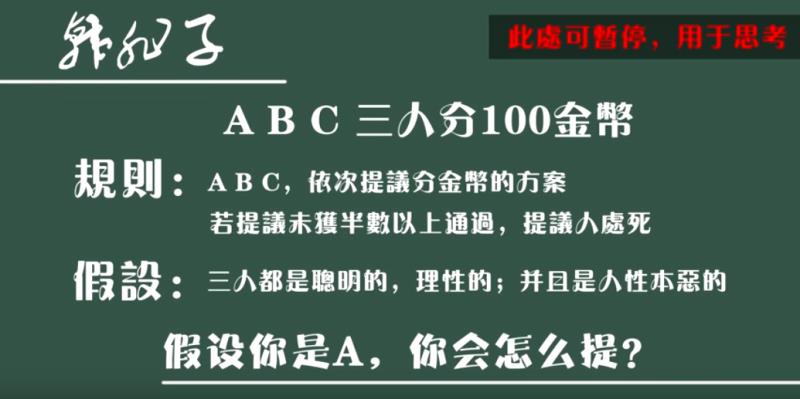 韩非子
此處可暫停，用于思考
A B C 三人分100金幣
規則：A B C，依次提議分金幣的方案
若提議未獲半數以上通過，提議人處死
假設：三人都是聰明的，理性的；并且是人性本惡的
假设你是A，你会怎么提？